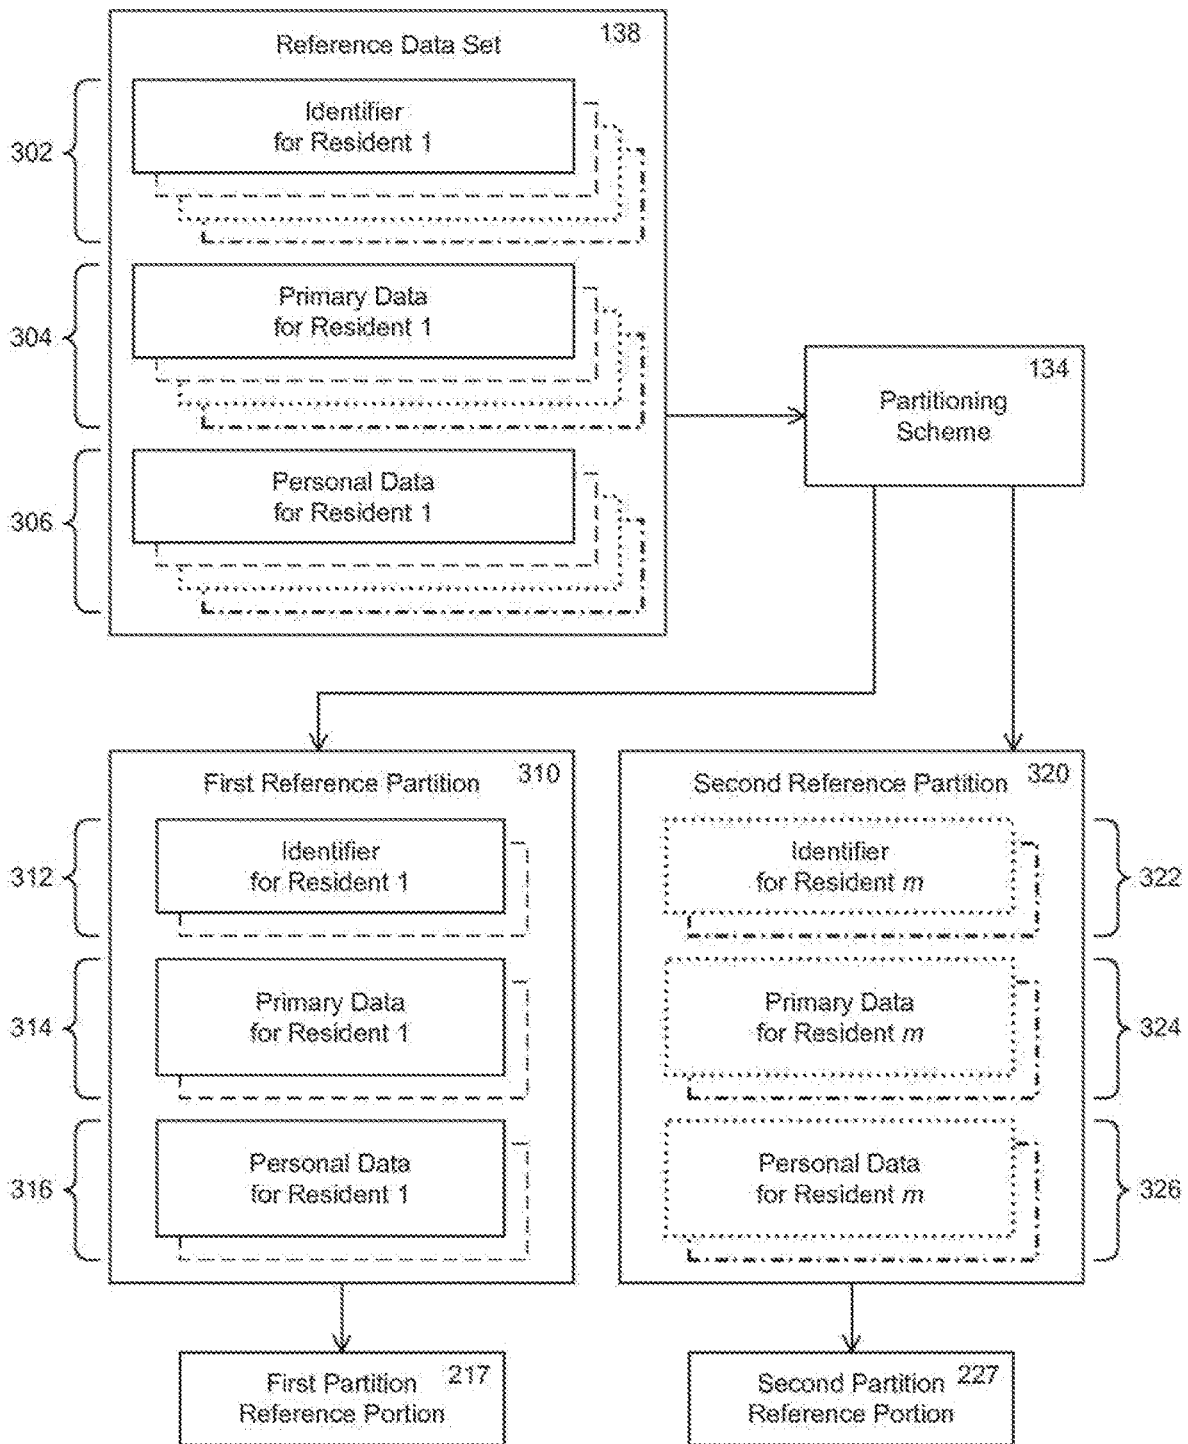 Reference Data Set
138
302
Identifier
for Resident 1
304
Primary Data
for Resident 1
306
Personal Data
for Resident 1
134
Partitioning
Scheme
First Reference Partition
310
312
Identifier
for Resident 1
314
Primary Data
for Resident 1
316
Personal Data
for Resident 1
Second Reference Partition
320
Identifier
for Resident m
322
Primary Data
for Resident m
324
Personal Data
for Resident m
326
First Partition
Reference Portion
217
Second Partition
Reference Portion
227